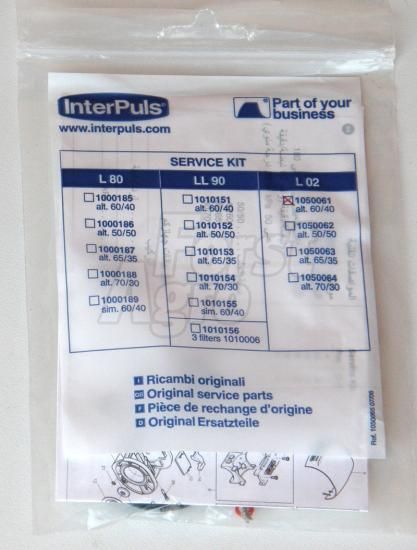 InterPuls®
www.interpuls.com
Part of your
business
SERVICE KIT
L 80
LL 90
L 02
1000185
alt. 60/40
1000186
alt. 50/50
1000187
alt. 65/35
1000188
alt. 70/30
1000189
sim. 60/40
1010151
alt. 60/40
1010152
alt. 50/50
1010153
alt. 65/35
1010154
alt. 70/30
1010155
sim. 60/40
1010156
3 filters 1010006
1050061
alt. 60/40
1050062
alt. 50/50
1050063
alt. 65/35
1050064
alt. 70/30
I Ricambi originali
GB Original service parts
F Pièce de rechange d'origine
D Original Ersatzteile